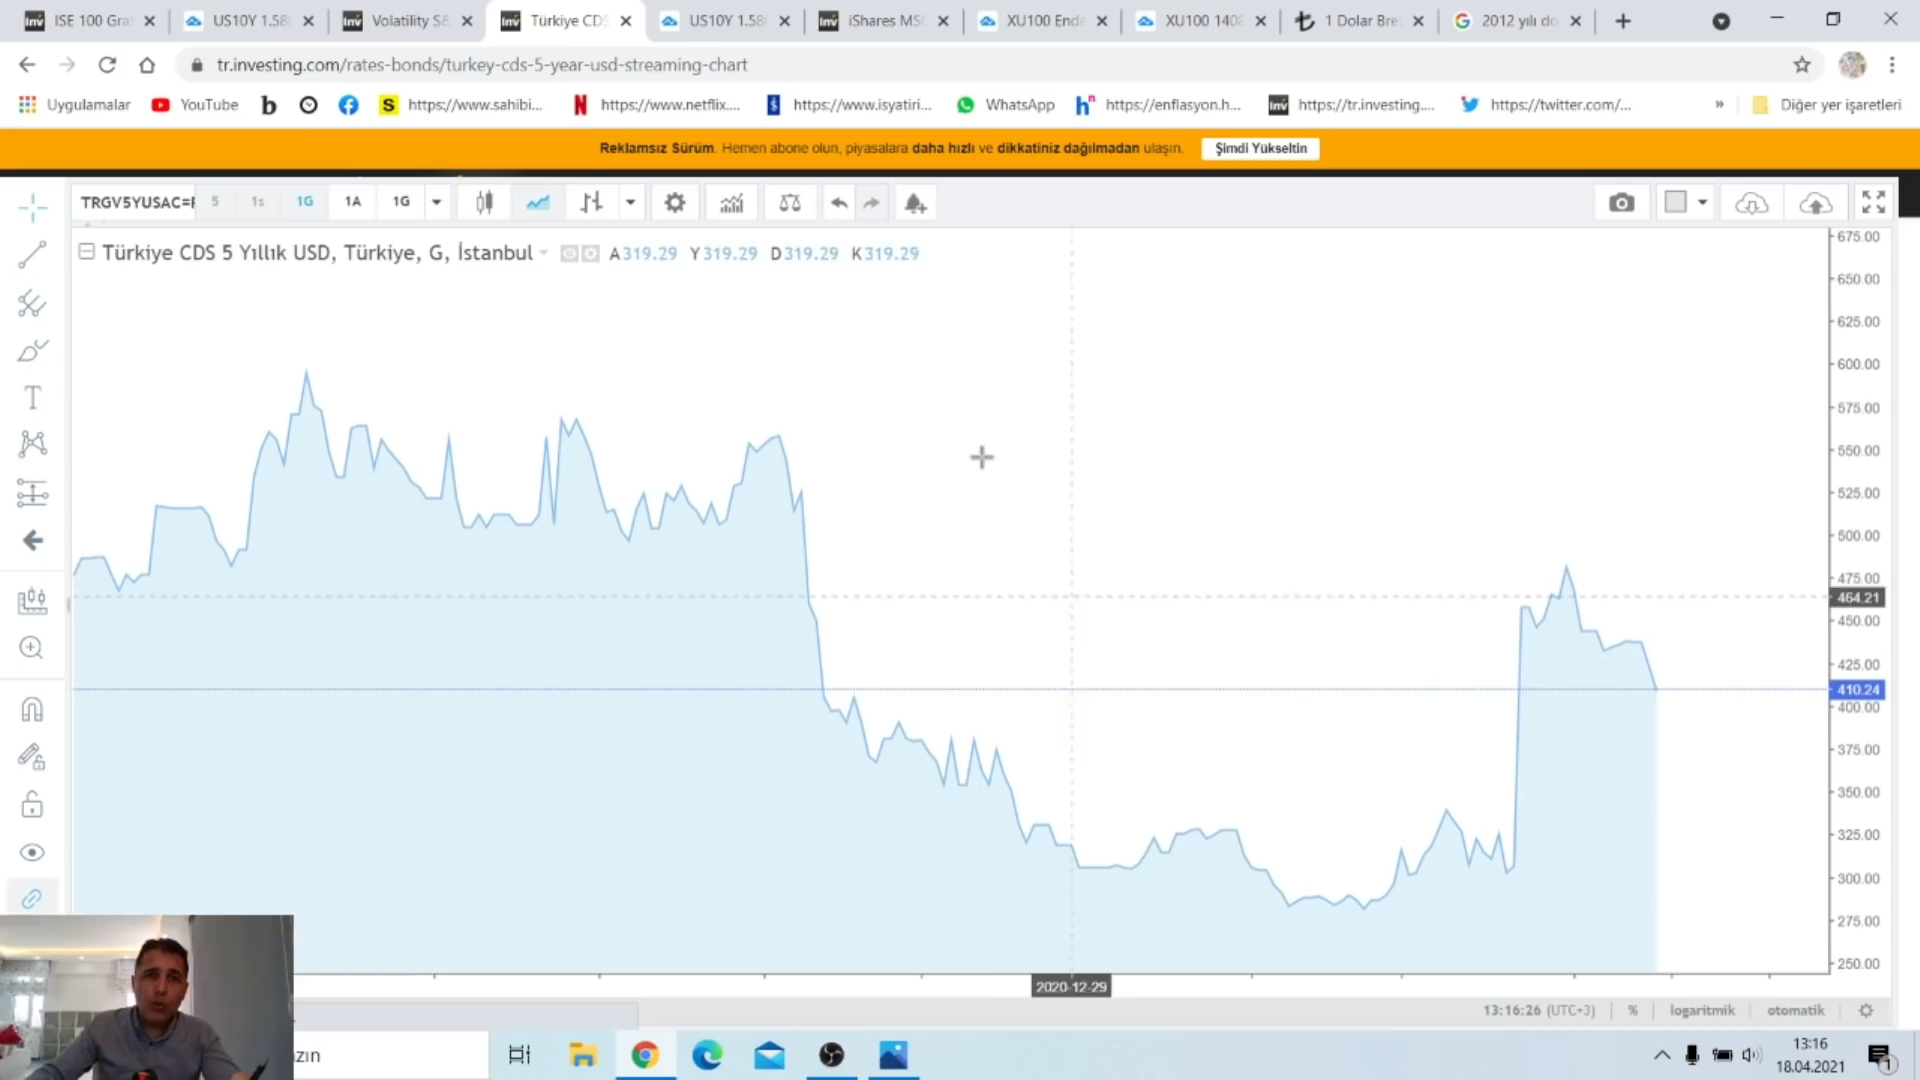 ISE 100 Gra
US10Y 1.58
Volatility S&
Türkiye CDS
US10Y 1.58
iShares MSC
XU100 Ende
XU100 1408
1 Dolar Bre
2012 yılı do
tr.investing.com/rates-bonds/turkey-cds-5-year-usd-streaming-chart
Uygulamalar
YouTube
https://www.sahibi...
https://www.netflix....
https://www.isyatiri...
WhatsApp
https://enflasyon.h...
https://tr.investing....
https://twitter.com/...
»
Diğer yer işaretleri
Reklamsız Sürüm. Hemen abone olun, piyasalara daha hızlı ve dikkatiniz dağılmadan ulaşın.
Şimdi Yükseltin
TRGV5YUSAC=
5
1s
1G
1A
1G
Türkiye CDS 5 Yıllık USD, Türkiye, G, İstanbul
A319.29 Y319.29 D319.29 K319.29
675.00
650.00
625.00
600.00
575.00
550.00
525.00
500.00
475.00
464.21
450.00
425.00
410.24
400.00
375.00
350.00
325.00
300.00
275.00
250.00
2020-12-29
13:16:26 (UTC+3)
%
logaritmik
otomatik
zın
13:16
18.04.2021
1